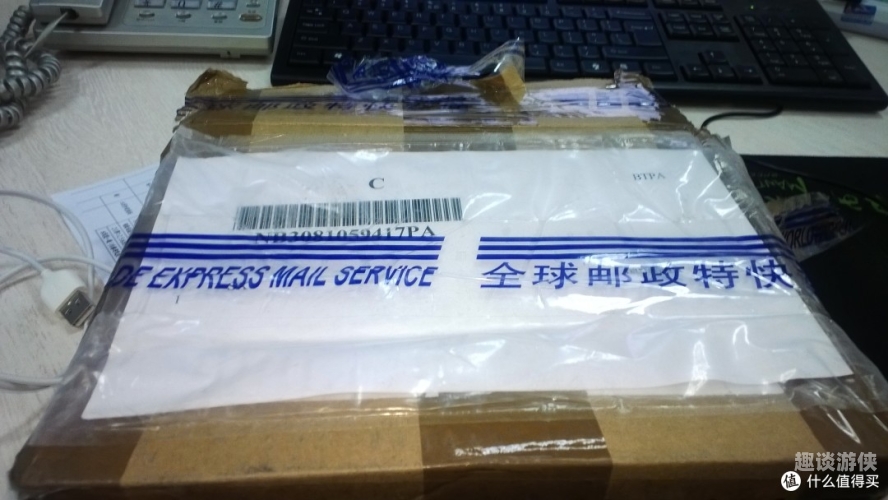 C
BTPA
NB3081059417PA
DE EXPRESS MAIL SERVICE 全球邮政特快
趣谈游侠
值 什么值得买